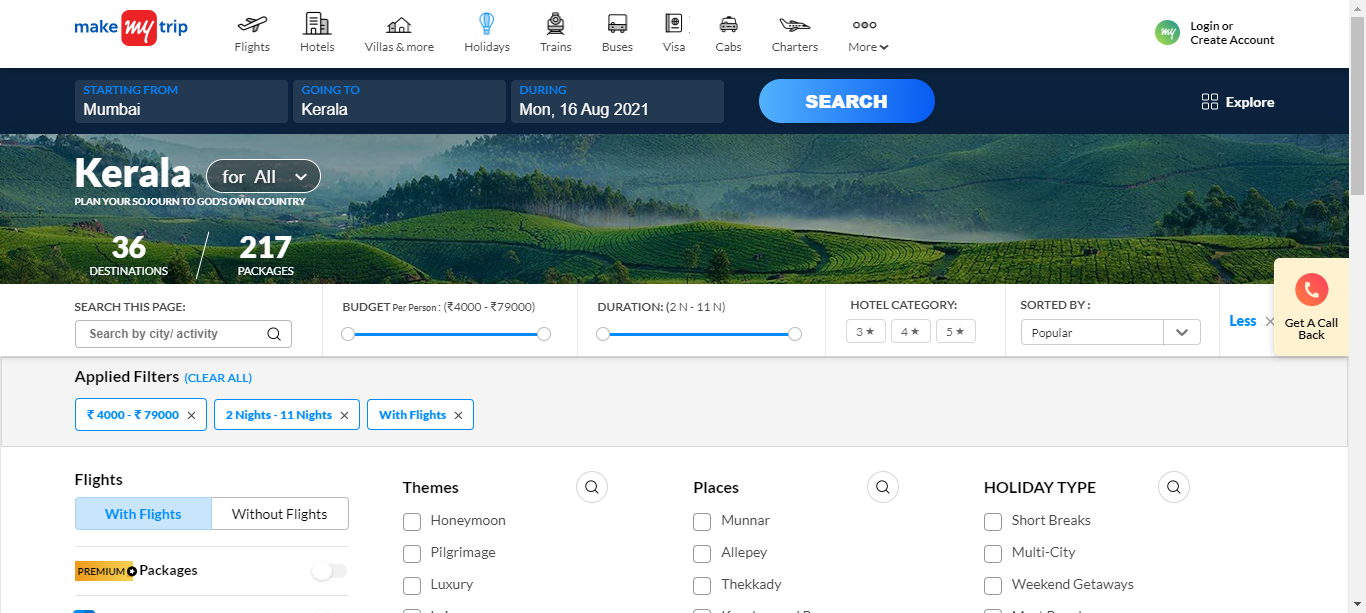 make my trip
Flights
Hotels
Villas & more
Holidays
Trains
Buses
Visa
Cabs
Charters
More
my
Login or
Create Account
STARTING FROM
Mumbai
GOING TO
Kerala
DURING
Mon, 16 Aug 2021
SEARCH
Explore
Kerala
for All
PLAN YOUR SOJOURN TO GOD'S OWN COUNTRY
36
DESTINATIONS
217
PACKAGES
SEARCH THIS PAGE:
Search by city/ activity
BUDGET Per Person : (₹4000 - ₹79000)
DURATION: (2 N - 11 N)
HOTEL CATEGORY:
3 ★
4 ★
5 ★
SORTED BY :
Popular
Less
Get A Call
Back
Applied Filters (CLEAR ALL)
₹ 4000 - ₹ 79000
2 Nights - 11 Nights
With Flights
Flights
With Flights
Without Flights
PREMIUM Packages
Themes
Honeymoon
Pilgrimage
Luxury
Places
Munnar
Allepey
Thekkady
HOLIDAY TYPE
Short Breaks
Multi-City
Weekend Getaways